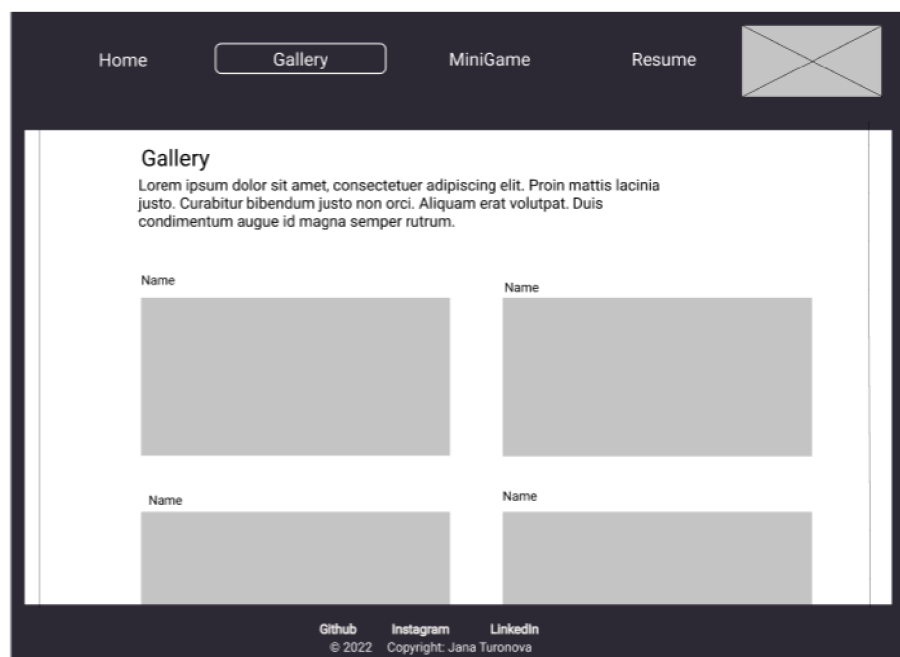 Home Gallery MiniGame Resume
Gallery
Lorem ipsum dolor sit amet, consectetuer adipiscing elit. Proin mattis lacinia
justo. Curabitur bibendum justo non orci. Aliquam erat volutpat. Duis
condimentum augue id magna semper rutrum.
Name
Name
Name
Name
Github Instagram LinkedIn
© 2022 Copyright: Jana Turonova